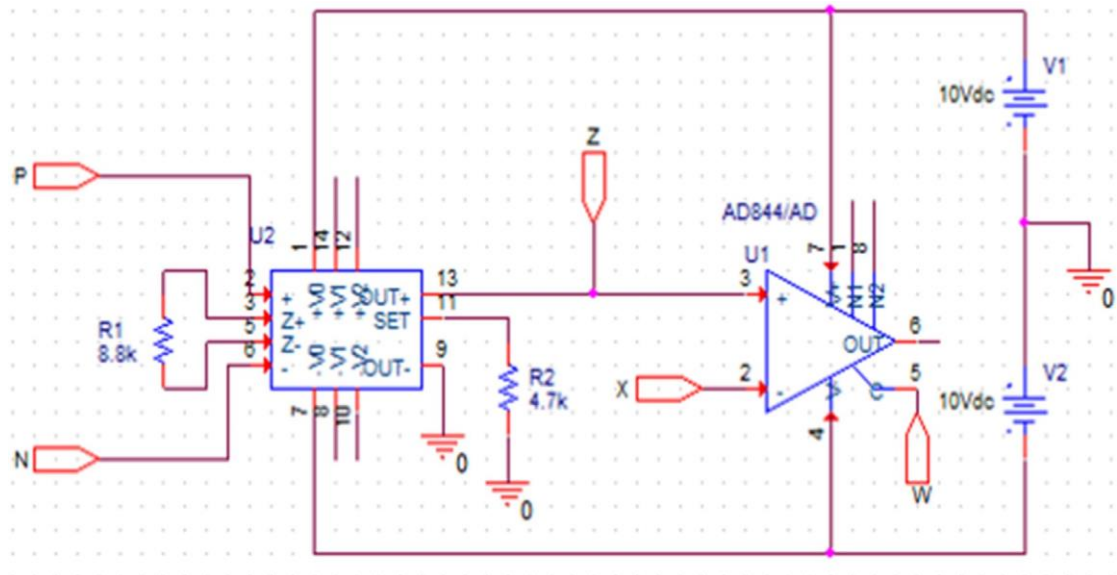 V1
10Vdc
P
Z
AD844/AD
U2
1
14
12
U1
7
1
8
0
2
+
3
Z+
5
Z-
6
-
+V0
+V1
+V2
OUT+
13
SET
11
OUT-
9
-V0
-V1
-V2
7
8
10
R1
8.8k
R2
4.7k
0
0
3
+
V+
N1
N2
OUT
6
X
2
-
V-
C
5
4
W
V2
10Vdc
N